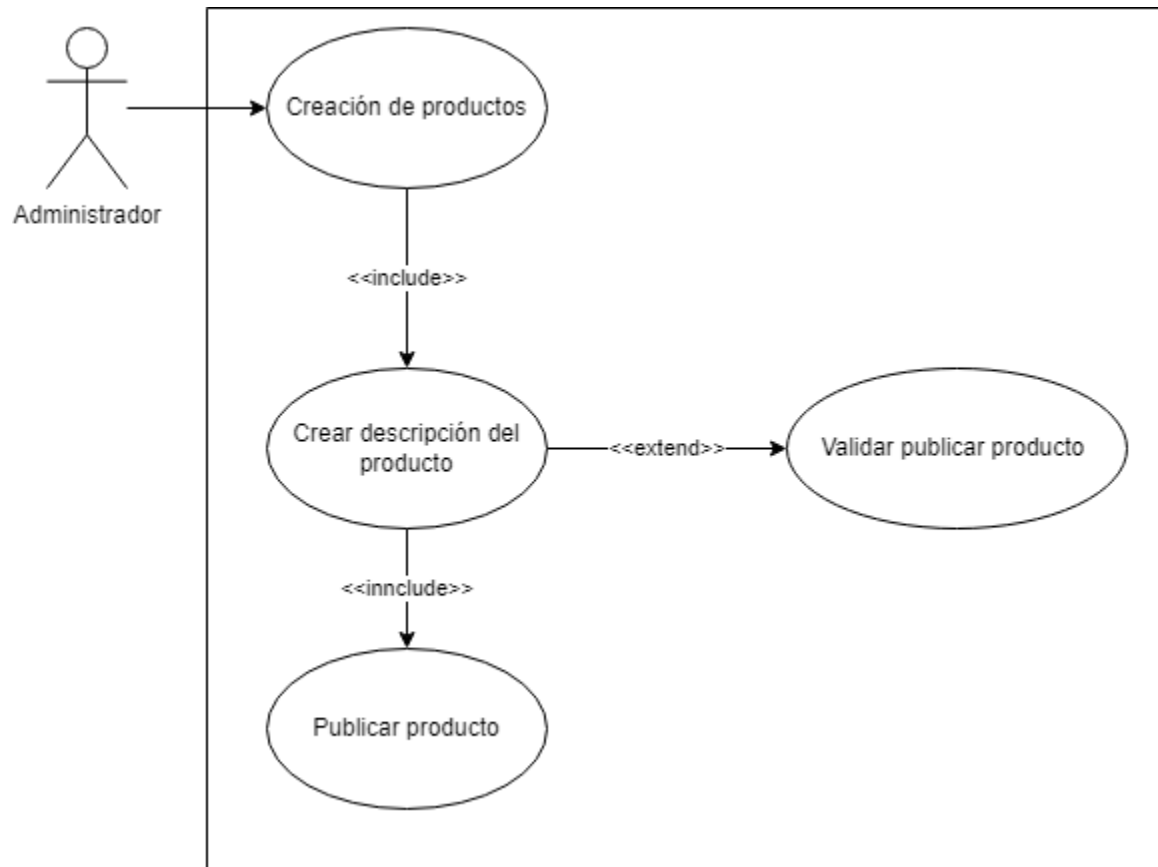 Creación de productos
Administrador
<<include>>
Crear descripción del
producto
<<extend>>
Validar publicar producto
<<innclude>>
Publicar producto